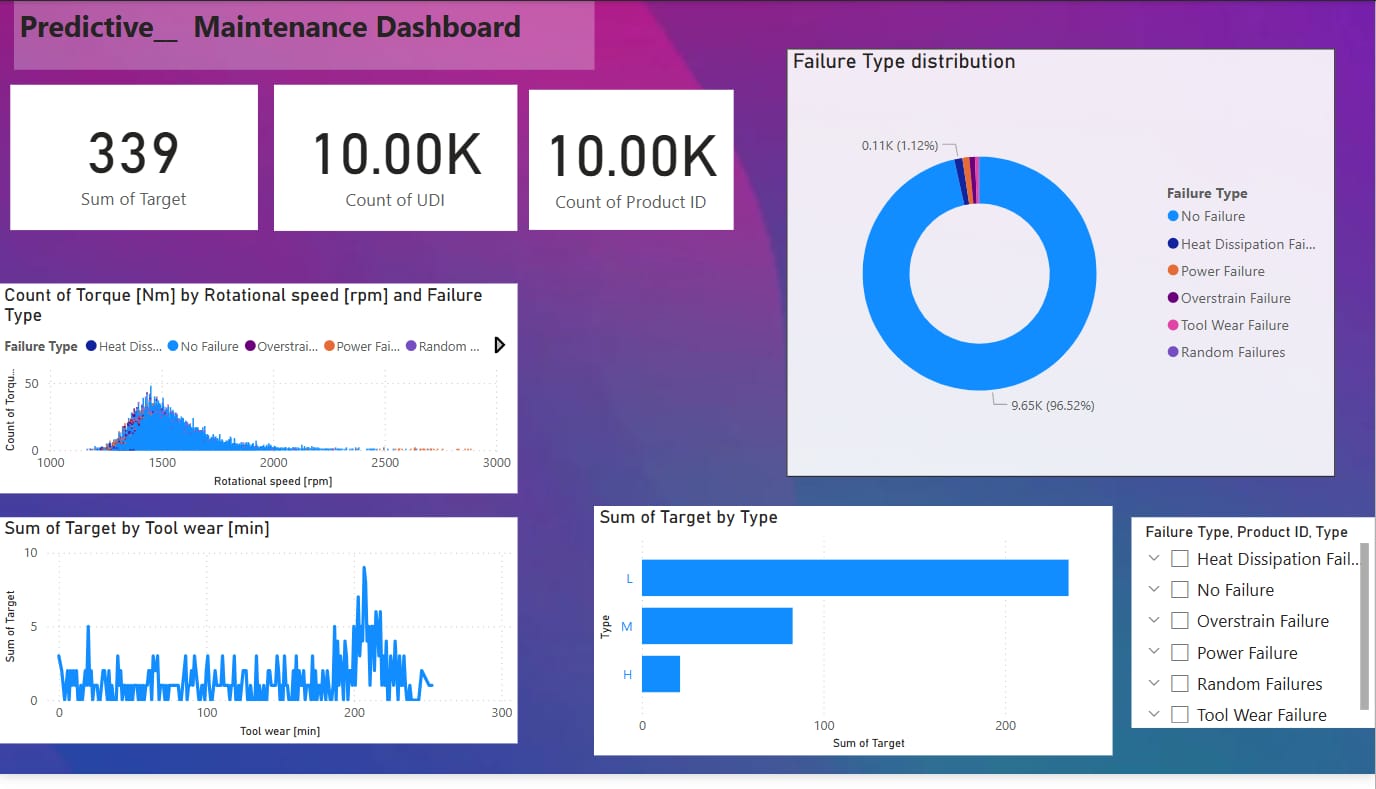 Predictive__ Maintenance Dashboard
339
Sum of Target
10.00K
Count of UDI
10.00K
Count of Product ID
Failure Type distribution
0.11K (1.12%)
9.65K (96.52%)
Failure Type
No Failure
Heat Dissipation Fai...
Power Failure
Overstrain Failure
Tool Wear Failure
Random Failures
Count of Torque [Nm] by Rotational speed [rpm] and Failure
Type
Failure Type Heat Diss... No Failure Overstrai... Power Fai... Random ...
Count of Torqu...
50
0
1000 1500 2000 2500 3000
Rotational speed [rpm]
Sum of Target by Tool wear [min]
Sum of Target
10
5
0
0 100 200 300
Tool wear [min]
Sum of Target by Type
Type
L
M
H
0 100 200
Sum of Target
Failure Type, Product ID, Type
Heat Dissipation Fail...
No Failure
Overstrain Failure
Power Failure
Random Failures
Tool Wear Failure